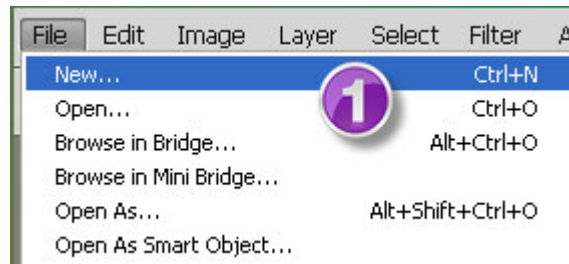 File Edit Image Layer Select Filter A
New... Ctrl+N
1
Open... Ctrl+O
Browse in Bridge... Alt+Ctrl+O
Browse in Mini Bridge...
Open As... Alt+Shift+Ctrl+O
Open As Smart Object...